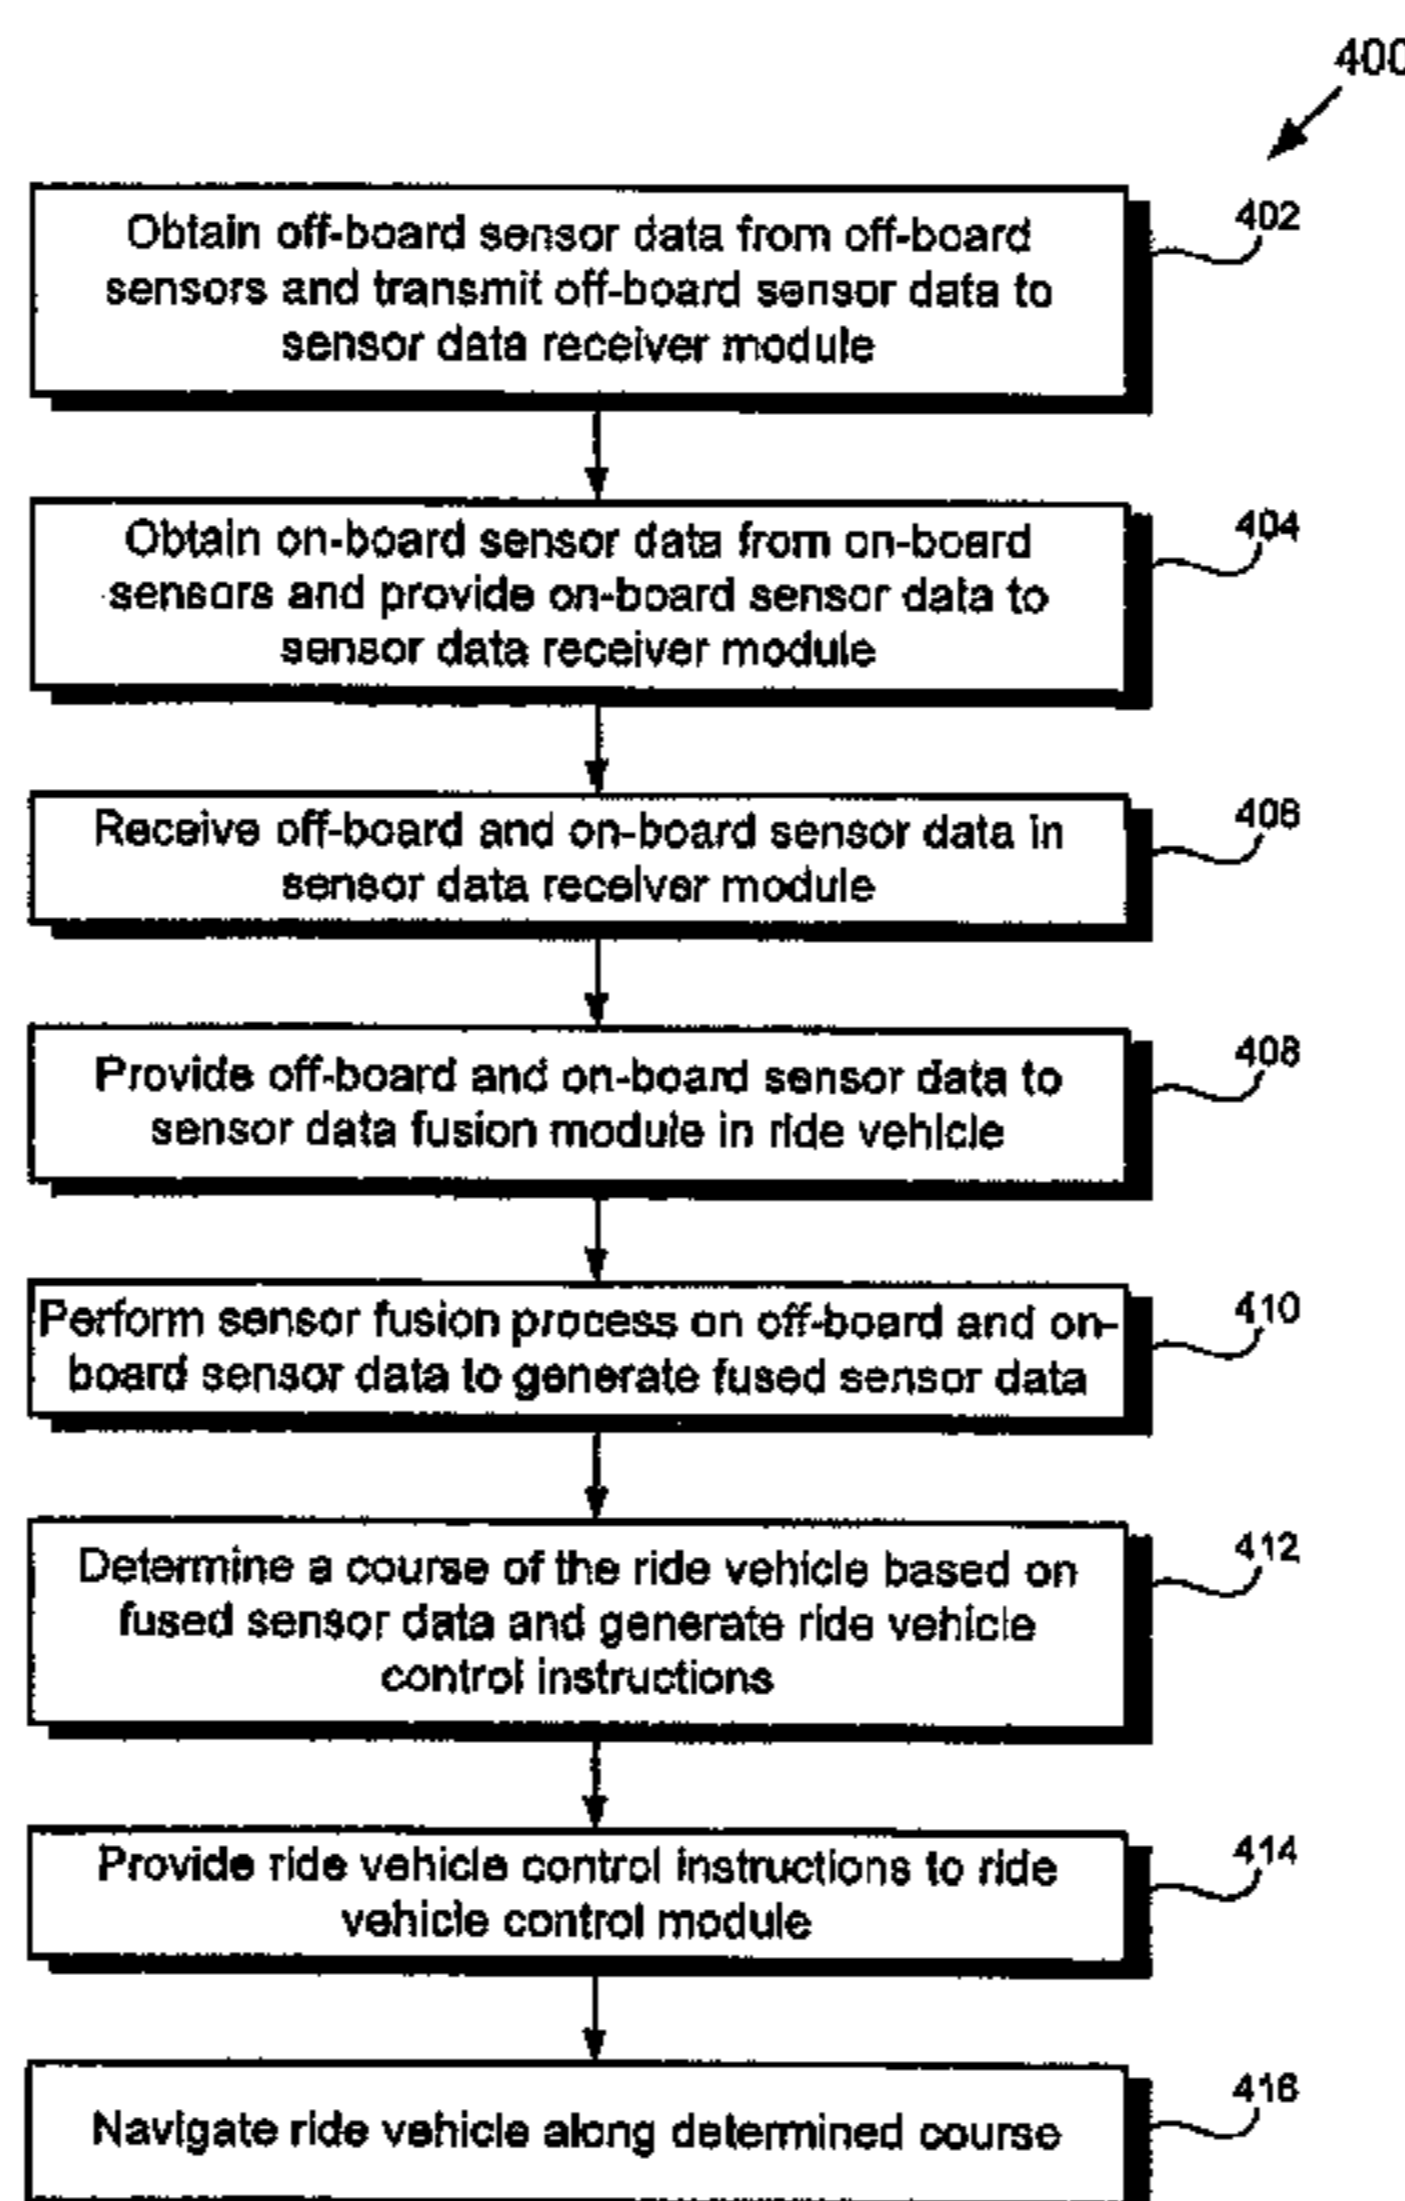 400
Obtain off-board sensor data from off-board
sensors and transmit off-board sensor data to
sensor data receiver module
402
Obtain on-board sensor data from on-board
sensors and provide on-board sensor data to
sensor data receiver module
404
Receive off-board and on-board sensor data in
sensor data receiver module
406
Provide off-board and on-board sensor data to
sensor data fusion module in ride vehicle
408
Perform sensor fusion process on off-board and on-
board sensor data to generate fused sensor data
410
Determine a course of the ride vehicle based on
fused sensor data and generate ride vehicle
control instructions
412
Provide ride vehicle control instructions to ride
vehicle control module
414
Navigate ride vehicle along determined course
416